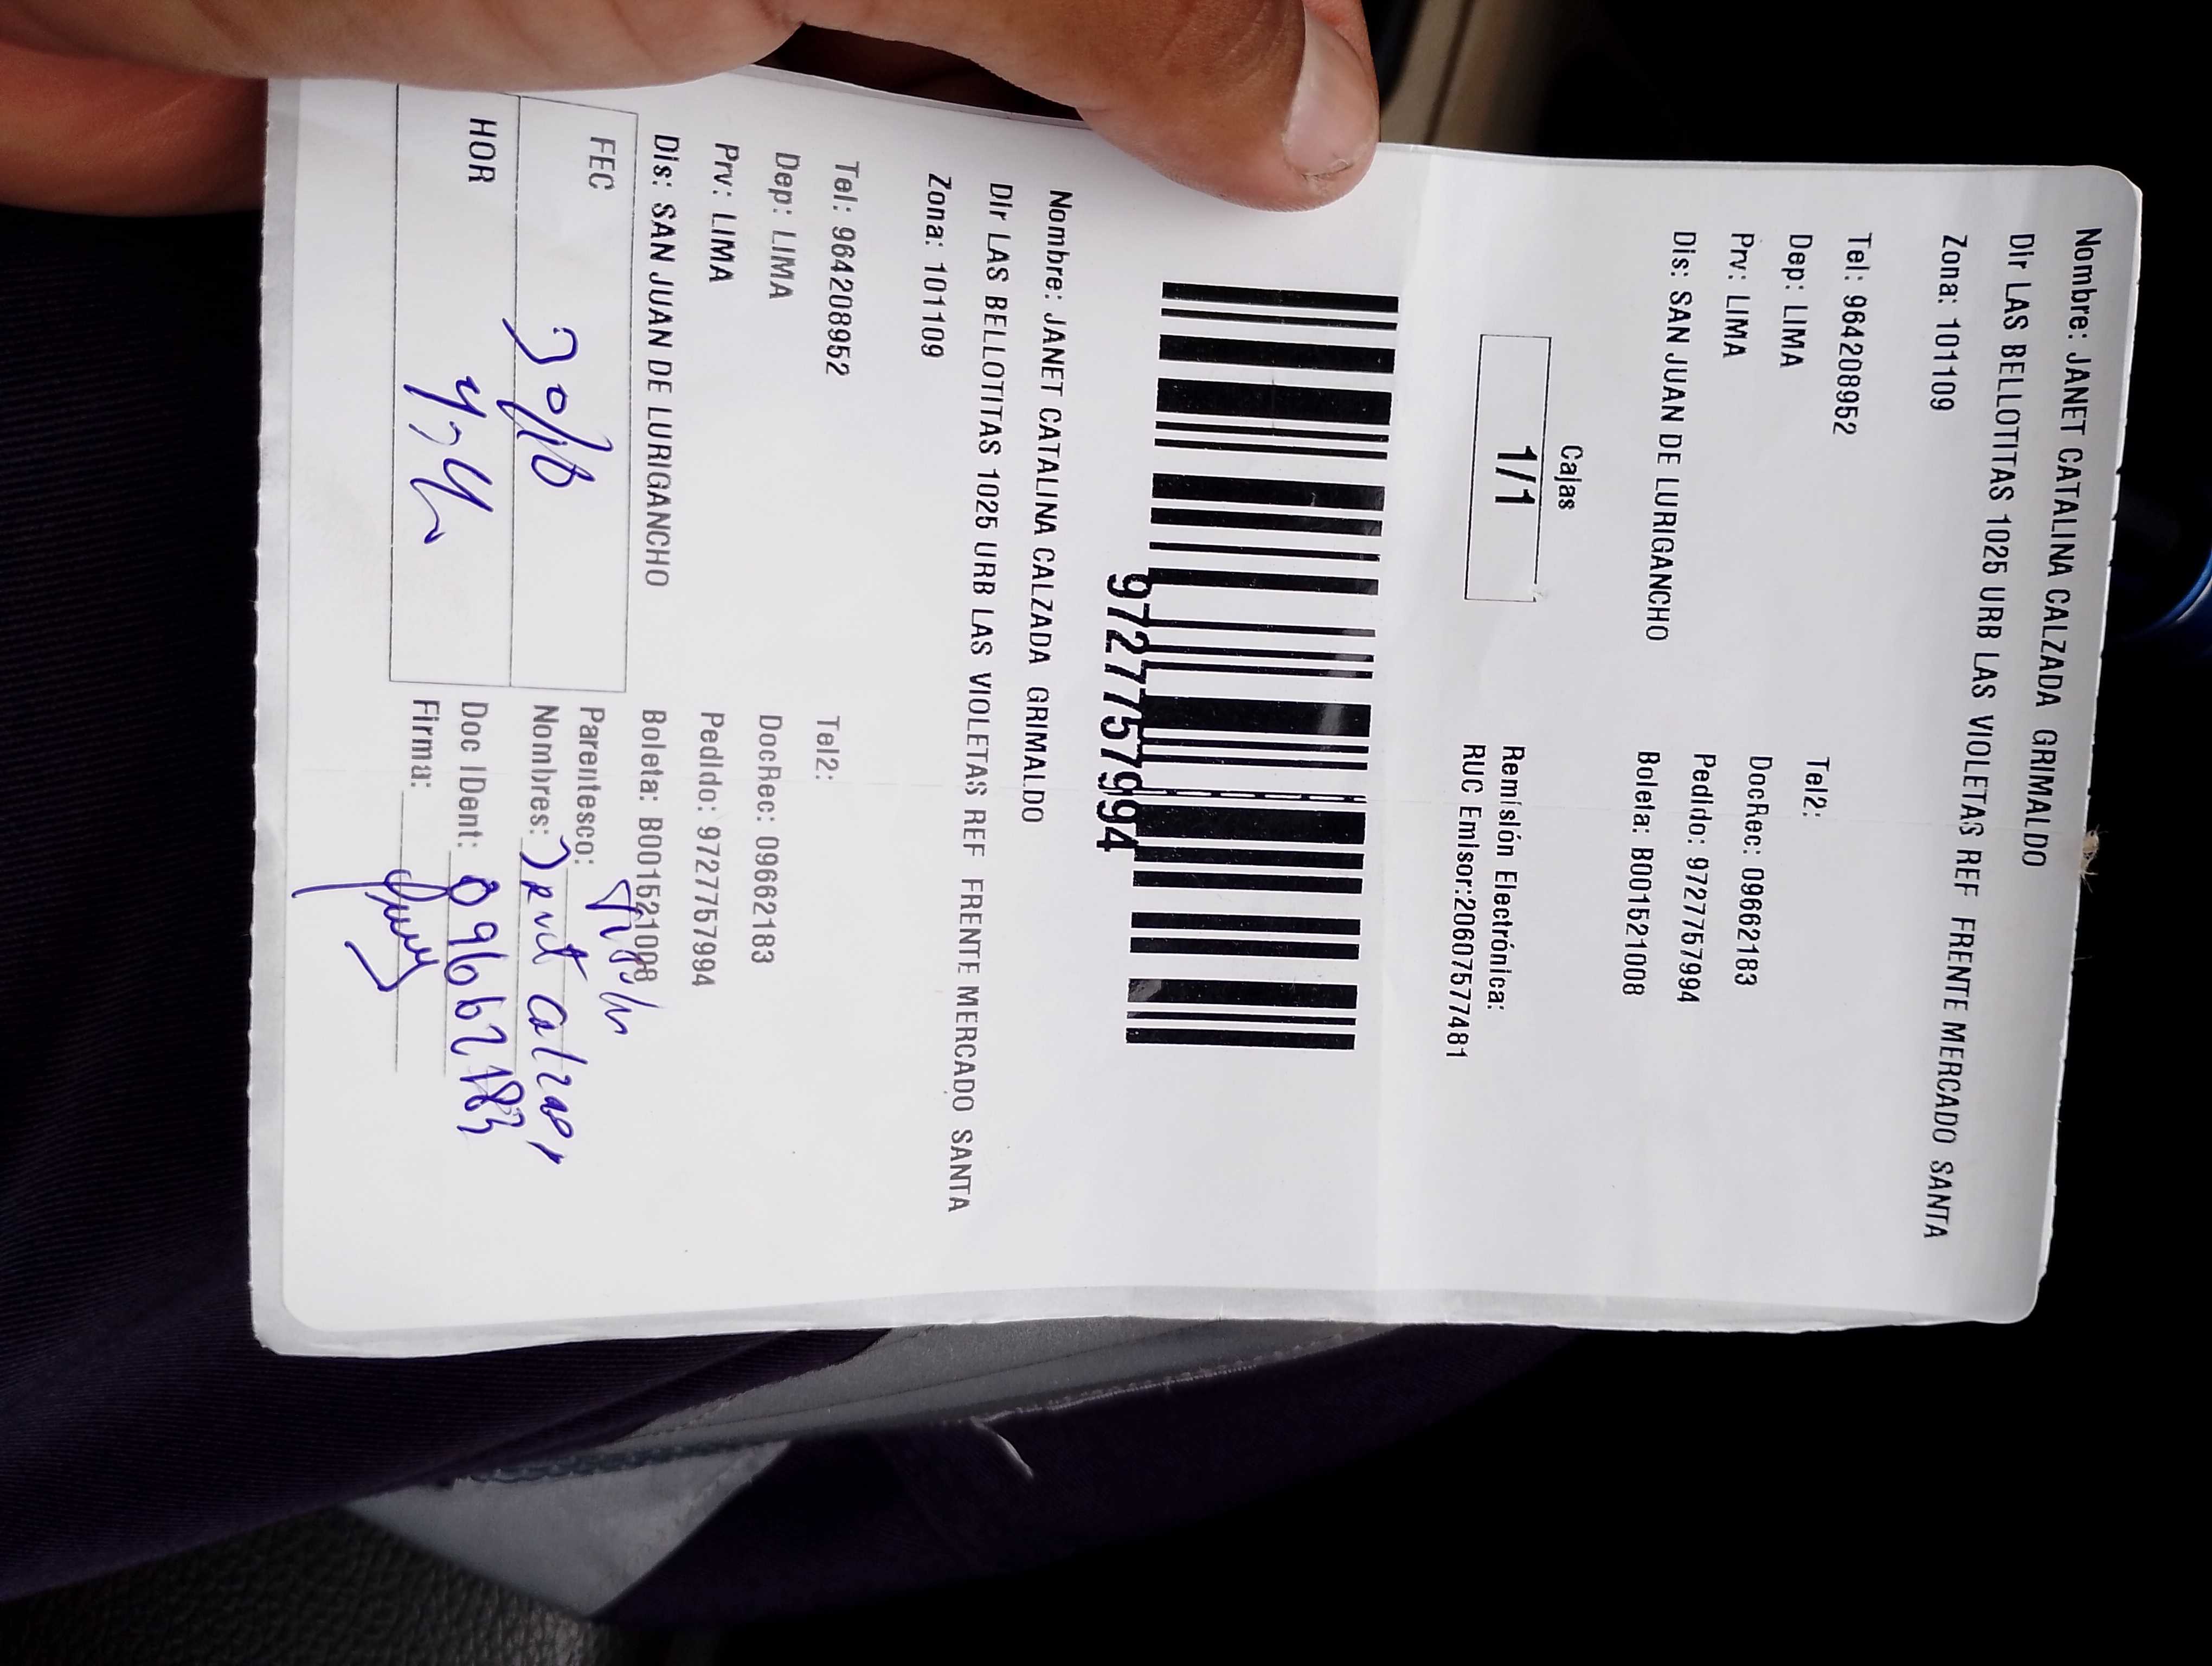 Nombre: JANET CATALINA CALZADA GRIMALDO
Dir LAS BELLOTITAS 1025 URB LAS VIOLETAS REF FRENTE MERCADO SANTA
Zona: 101109
Tel: 964208952 Tel2:
Dep: LIMA DocRec: 09662183
Prv: LIMA Pedido: 9727757994
Dis: SAN JUAN DE LURIGANCHO Boleta: B001521008
Cajas
1/1
Remisión Electrónica:
RUC Emisor:20607577481
9727757994
Nombre: JANET CATALINA CALZADA GRIMALDO
Dir LAS BELLOTITAS 1025 URB LAS VIOLETAS REF FRENTE MERCADO SANTA
Zona: 101109
Tel: 964208952 Tel2:
Dep: LIMA DocRec: 09662183
Prv: LIMA Pedido: 9727757994
Dis: SAN JUAN DE LURIGANCHO Boleta: B001521008
FEC Parentesco:
Nombres:
HOR Doc IDent: 09662183
Firma: